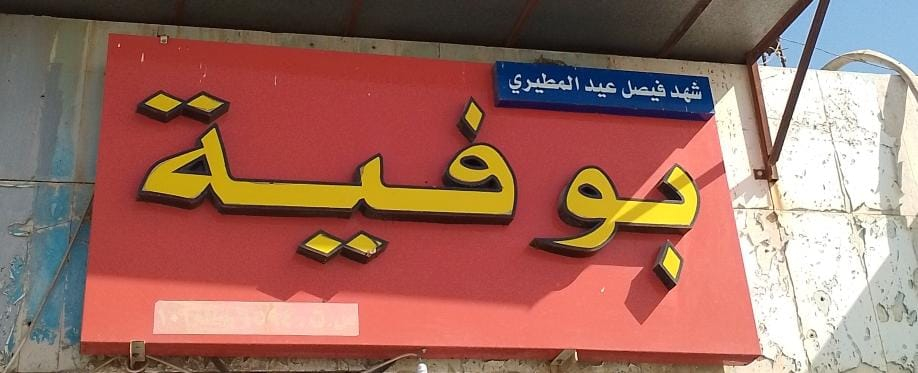 شهد فيصل عيد المطيري
بوفية